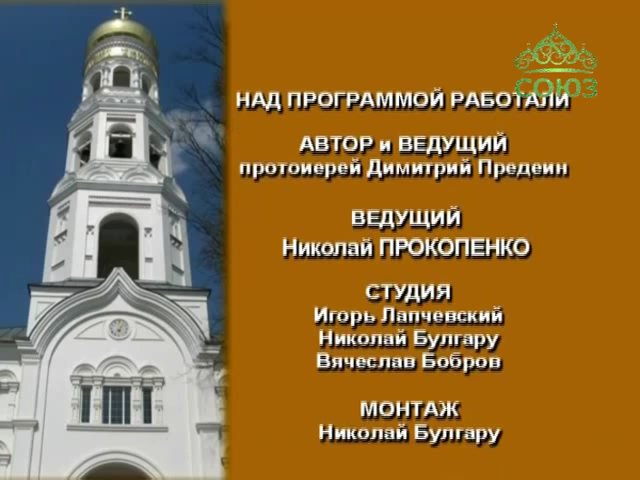 СОЮЗ
НАД ПРОГРАММОЙ РАБОТАЛИ
АВТОР и ВЕДУЩИЙ
протоиерей Димитрий Предеин
ВЕДУЩИЙ
Николай ПРОКОПЕНКО
СТУДИЯ
Игорь Лапчевский
Николай Булгару
Вячеслав Бобров
МОНТАЖ
Николай Булгару